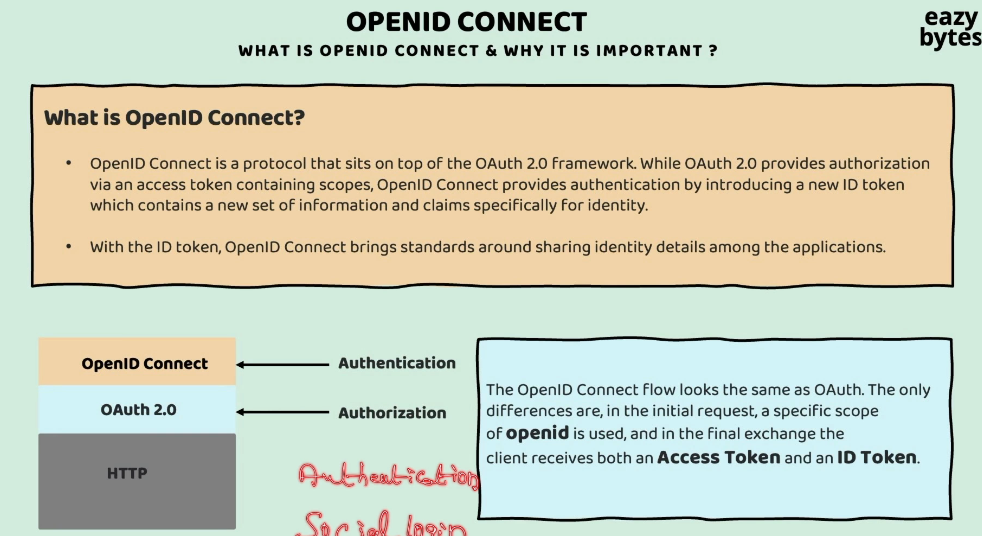 OPENID CONNECT
WHAT IS OPENID CONNECT & WHY IT IS IMPORTANT ?
eazy
bytes
What is OpenID Connect?
• OpenID Connect is a protocol that sits on top of the OAuth 2.0 framework. While OAuth 2.0 provides authorization
via an access token containing scopes, OpenID Connect provides authentication by introducing a new ID token
which contains a new set of information and claims specifically for identity.
• With the ID token, OpenID Connect brings standards around sharing identity details among the applications.
OpenID Connect
Authentication
OAuth 2.0
Authorization
HTTP
The OpenID Connect flow looks the same as OAuth. The only
differences are, in the initial request, a specific scope
of openid is used, and in the final exchange the
client receives both an Access Token and an ID Token.
Authentication
Social login